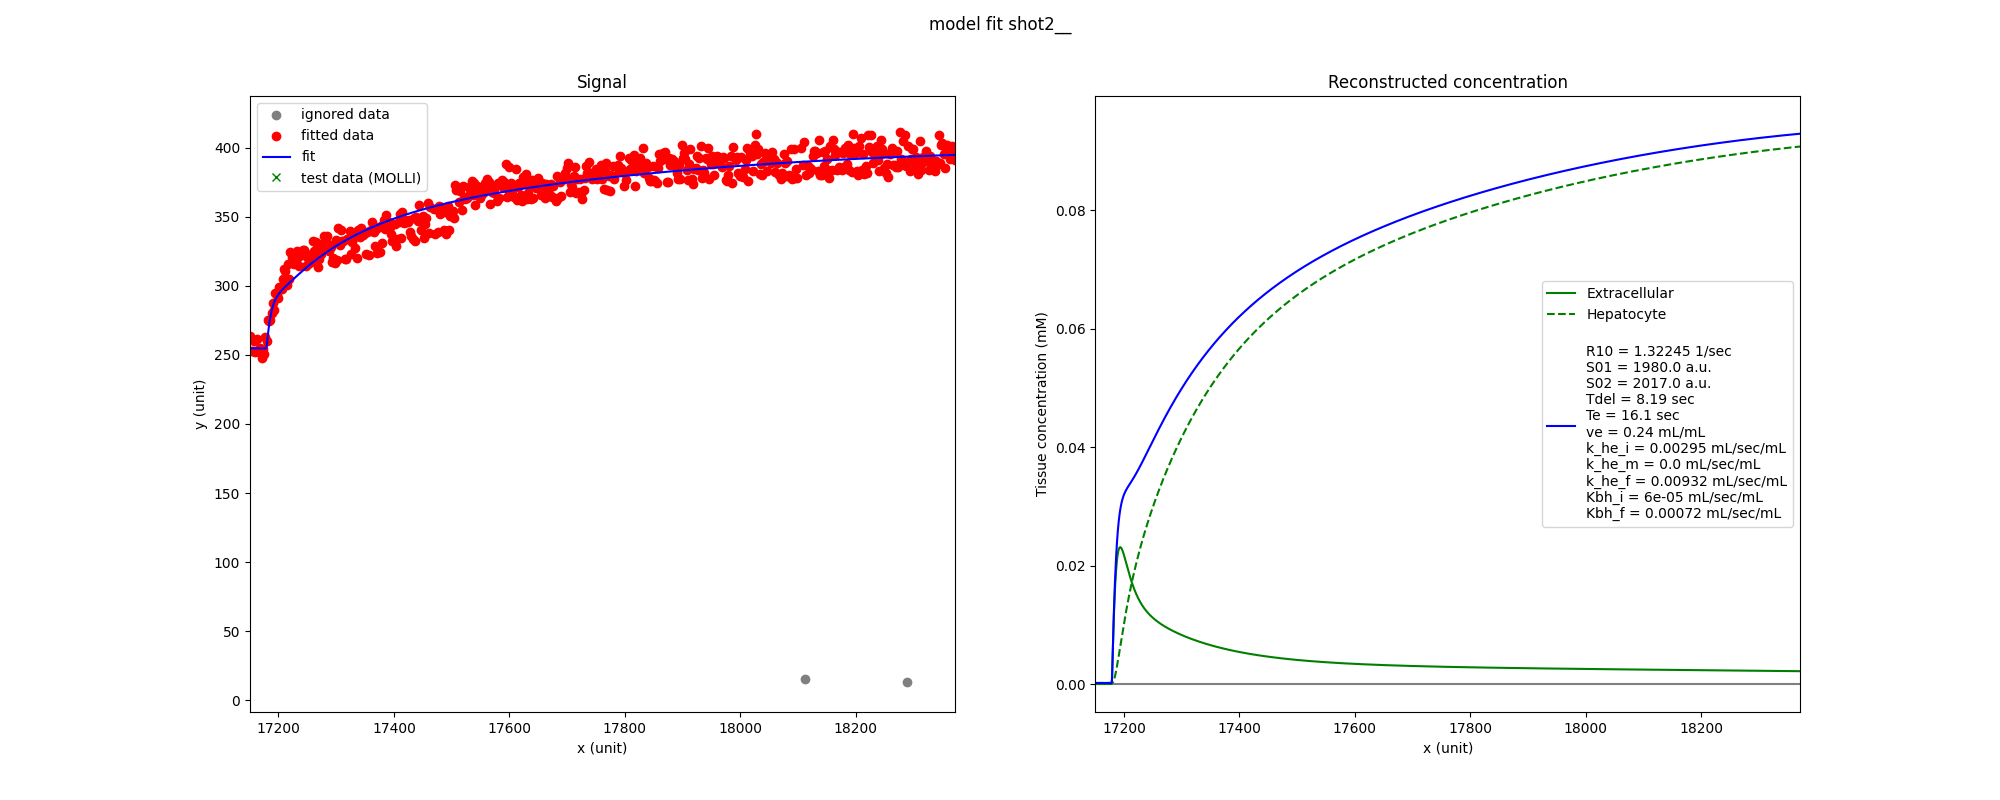 model fit shot2__
Signal
ignored data
fitted data
fit
test data (MOLLI)
400
350
300
250
200
150
100
50
0
y (unit)
17200 17400 17600 17800 18000 18200
x (unit)
Reconstructed concentration
0.08
0.06
0.04
0.02
0.00
Tissue concentration (mM)
Extracellular
Hepatocyte
R10 = 1.32245 1/sec
S01 = 1980.0 a.u.
S02 = 2017.0 a.u.
Tdel = 8.19 sec
Te = 16.1 sec
ve = 0.24 mL/mL
k_he_i = 0.00295 mL/sec/mL
k_he_m = 0.0 mL/sec/mL
k_he_f = 0.00932 mL/sec/mL
Kbh_i = 6e-05 mL/sec/mL
Kbh_f = 0.00072 mL/sec/mL
17200 17400 17600 17800 18000 18200
x (unit)